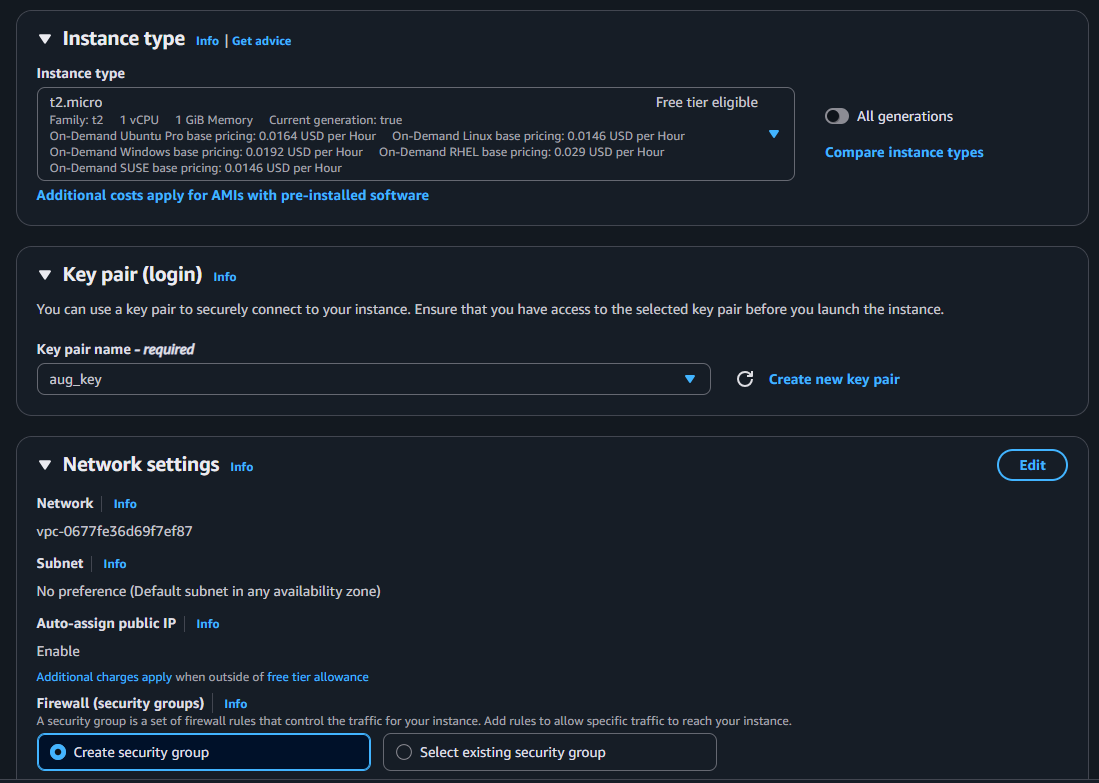 Instance type Info | Get advice
Instance type
t2.micro Free tier eligible
Family: t2 1 vCPU 1 GiB Memory Current generation: true
On-Demand Ubuntu Pro base pricing: 0.0164 USD per Hour On-Demand Linux base pricing: 0.0146 USD per Hour
On-Demand Windows base pricing: 0.0192 USD per Hour On-Demand RHEL base pricing: 0.029 USD per Hour
On-Demand SUSE base pricing: 0.0146 USD per Hour
All generations
Compare instance types
Additional costs apply for AMIs with pre-installed software
Key pair (login) Info
You can use a key pair to securely connect to your instance. Ensure that you have access to the selected key pair before you launch the instance.
Key pair name - required
aug_key Create new key pair
Network settings Info Edit
Network Info
vpc-0677fe36d69f7ef87
Subnet Info
No preference (Default subnet in any availability zone)
Auto-assign public IP Info
Enable
Additional charges apply when outside of free tier allowance
Firewall (security groups) Info
A security group is a set of firewall rules that control the traffic for your instance. Add rules to allow specific traffic to reach your instance.
Create security group Select existing security group